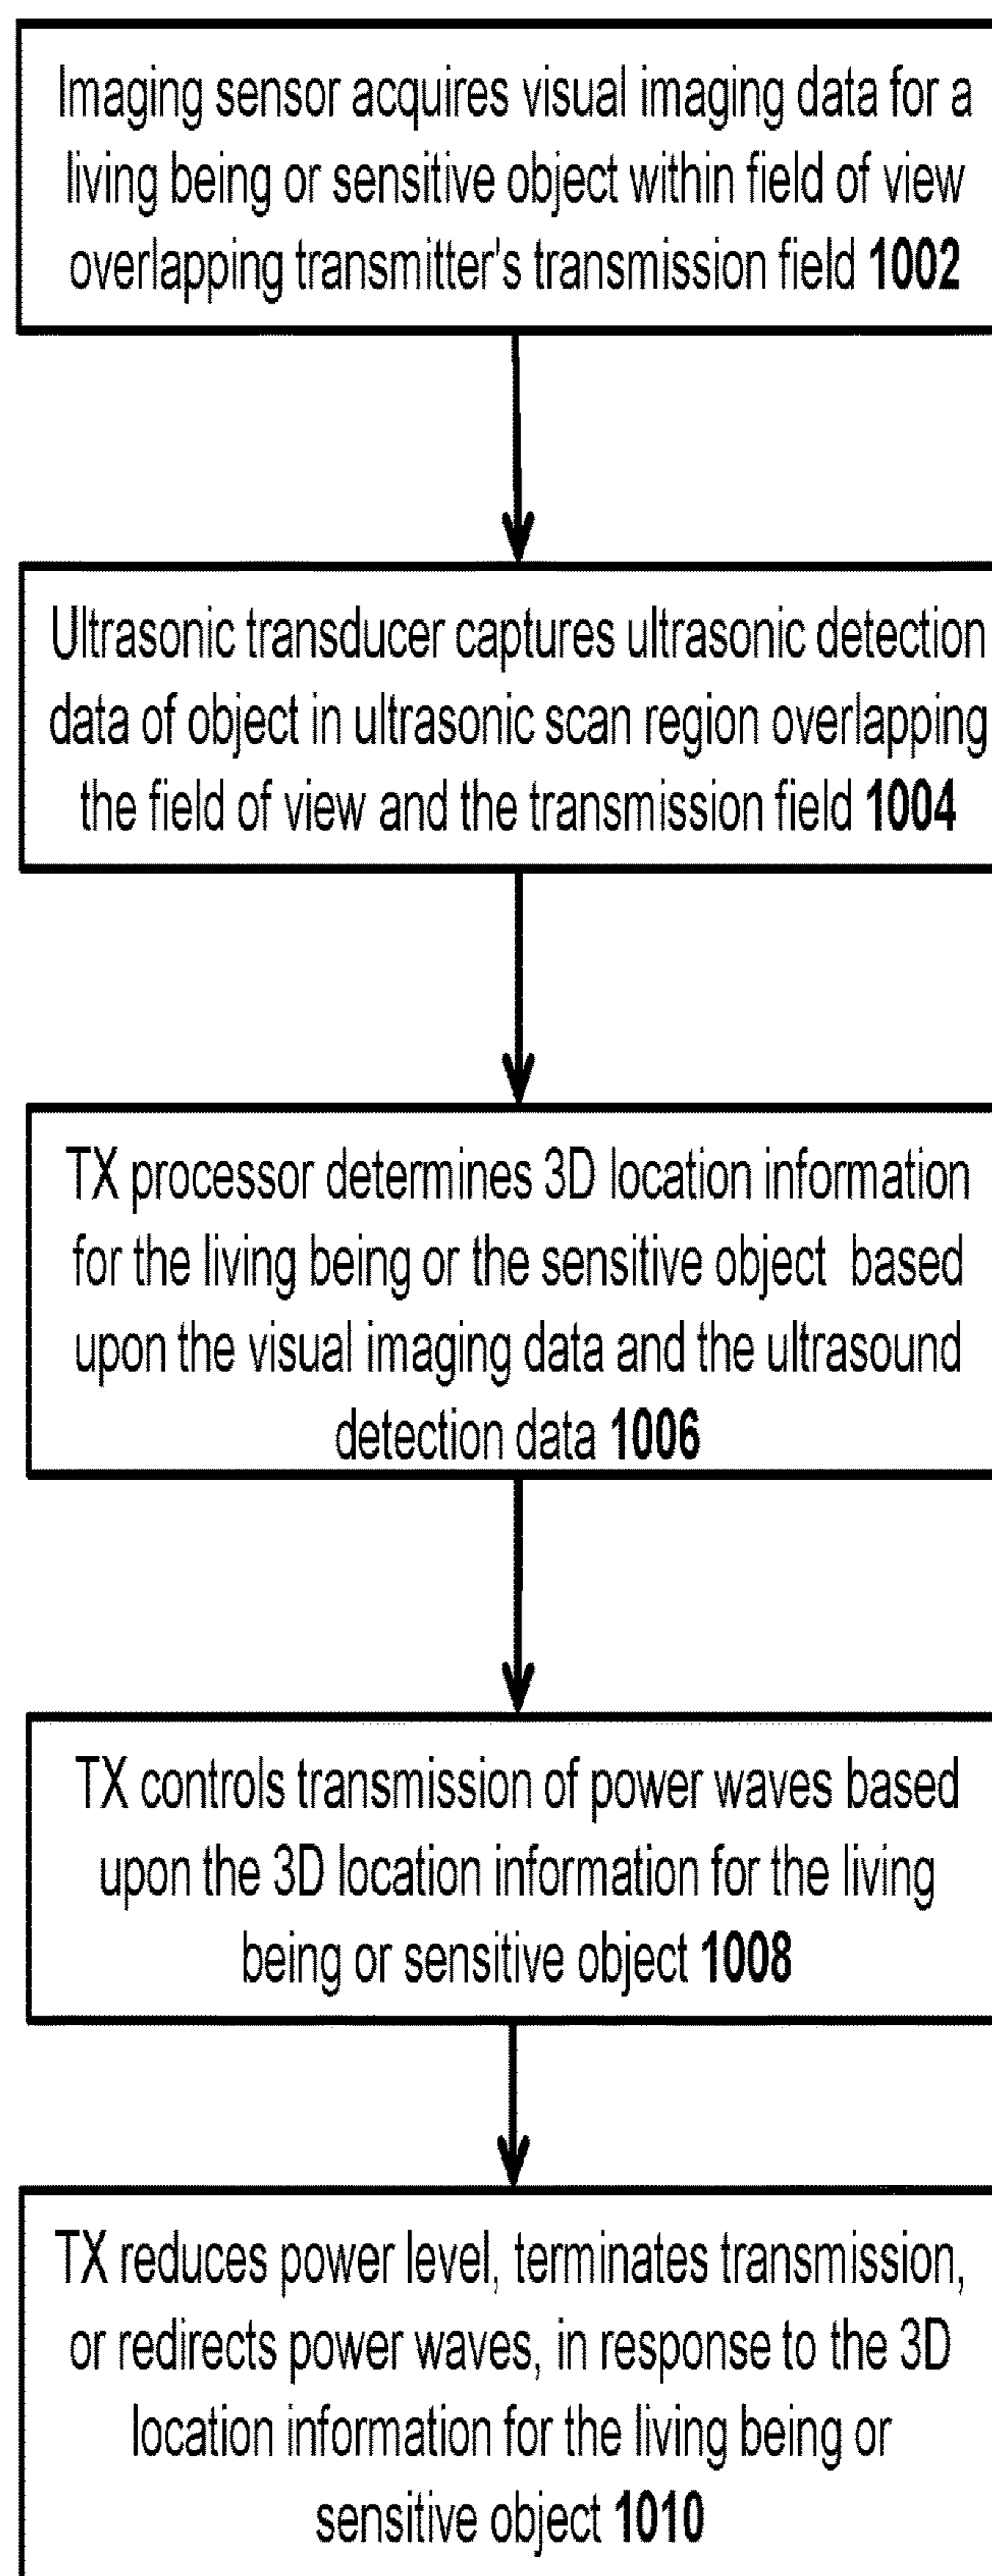 Imaging sensor acquires visual imaging data for a
living being or sensitive object within field of view
overlapping transmitter's transmission field 1002
Ultrasonic transducer captures ultrasonic detection
data of object in ultrasonic scan region overlapping
the field of view and the transmission field 1004
TX processor determines 3D location information
for the living being or the sensitive object based
upon the visual imaging data and the ultrasound
detection data 1006
TX controls transmission of power waves based
upon the 3D location information for the living
being or sensitive object 1008
TX reduces power level, terminates transmission,
or redirects power waves, in response to the 3D
location information for the living being or
sensitive object 1010